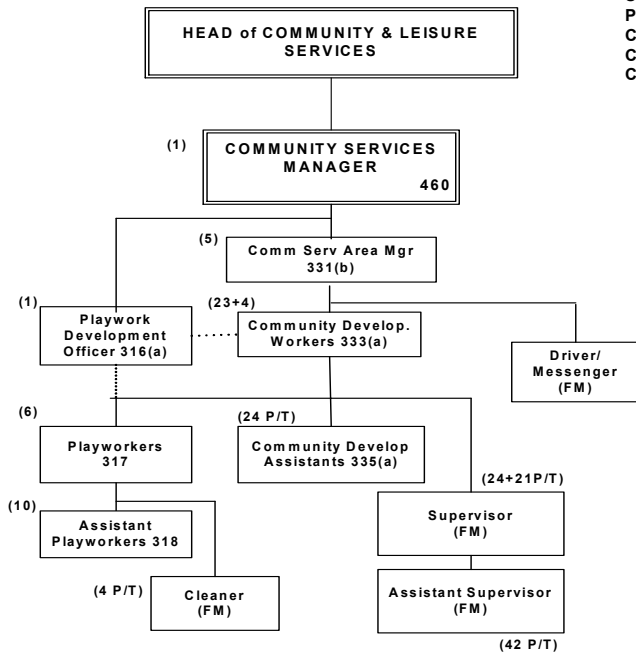 P
C
C
C
HEAD of COMMUNITY & LEISURE
SERVICES
(1)
COMMUNITY SERVICES
MANAGER
460
(5)
Comm Serv Area Mgr
331(b)
(1)
Playwork
Development
Officer 316(a)
(23+4)
Community Develop.
Workers 333(a)
Driver/
Messenger
(FM)
(6)
Playworkers
317
(24 P/T)
Community Develop
Assistants 335(a)
(24+21P/T)
Supervisor
(FM)
(10)
Assistant
Playworkers 318
(4 P/T)
Cleaner
(FM)
Assistant Supervisor
(FM)
(42 P/T)